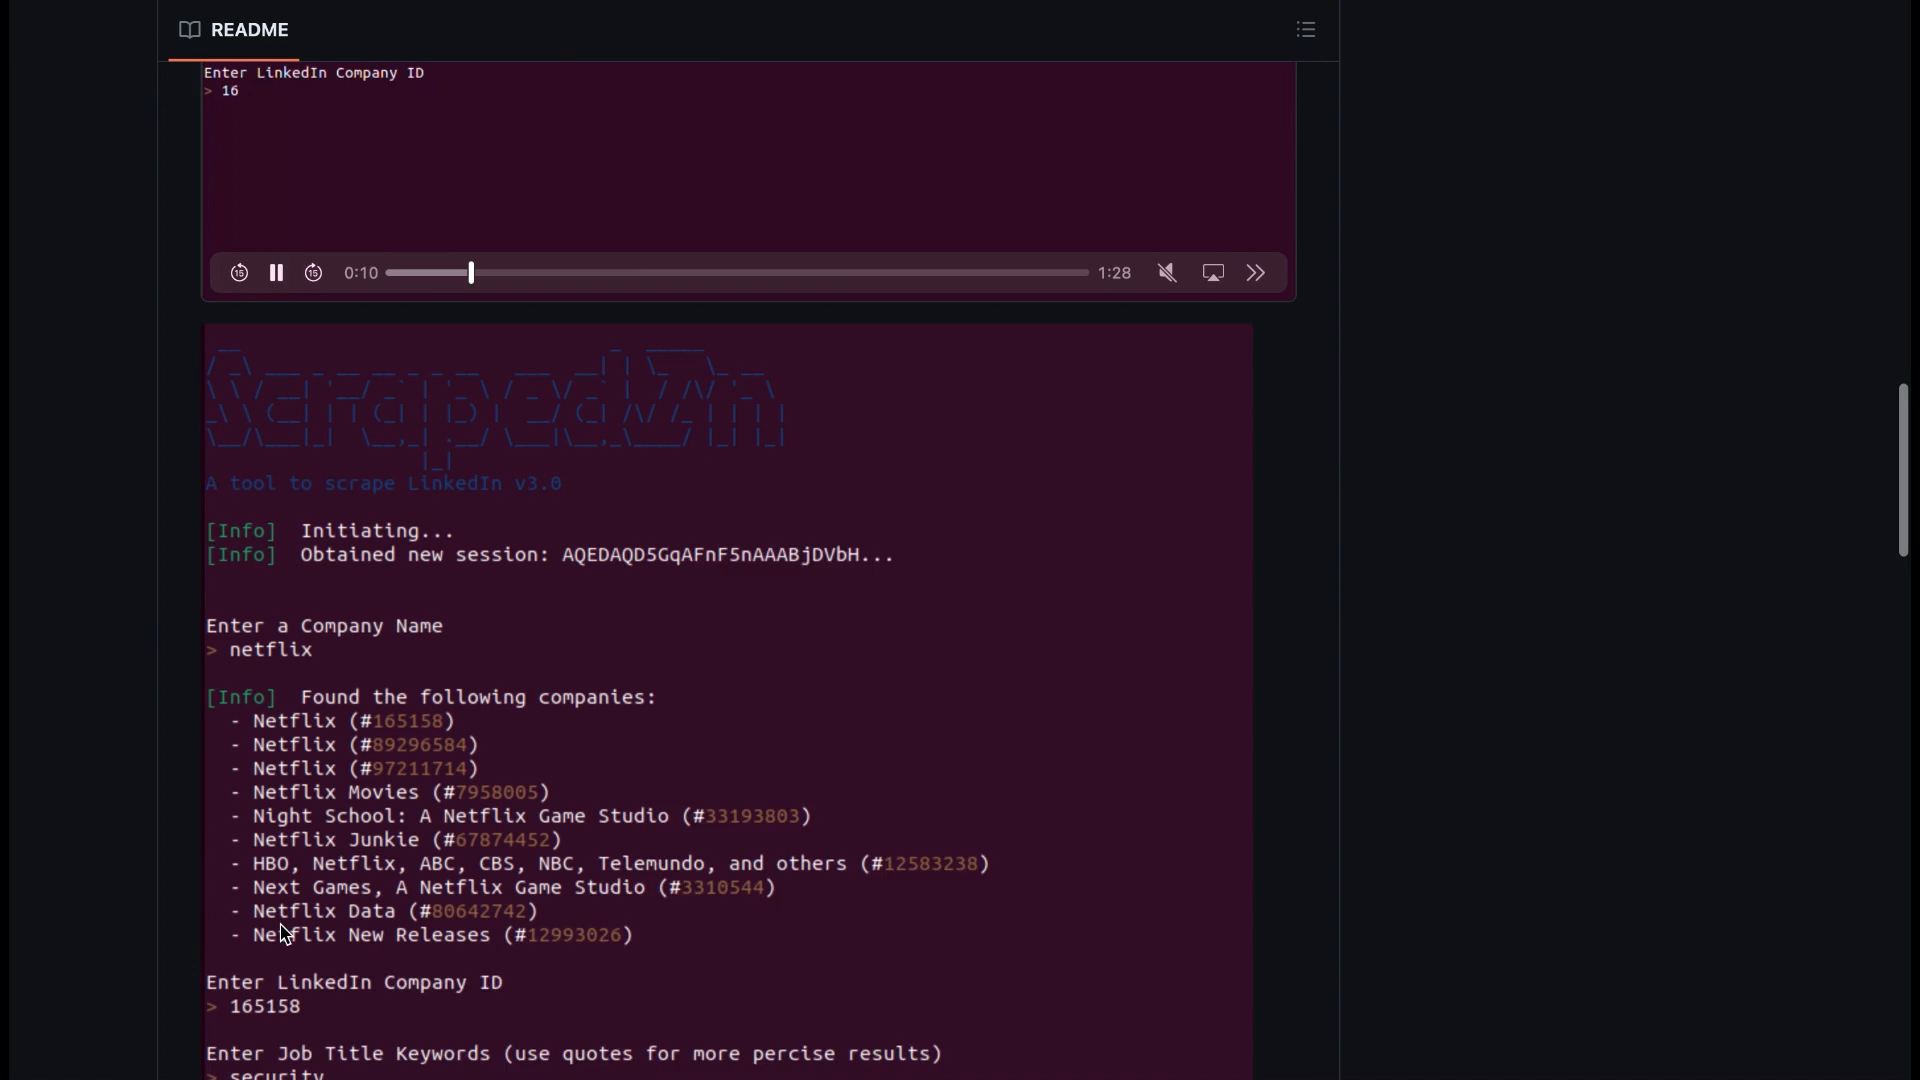 README
Enter LinkedIn Company ID
> 16
15
15
0:10
1:28
ScrapedIn
A tool to scrape LinkedIn v3.0
[Info] Initiating...
[Info] Obtained new session: AQEDAQD5GqAFnF5nAAABjDVbH...
Enter a Company Name
> netflix
[Info] Found the following companies:
- Netflix (#165158)
- Netflix (#89296584)
- Netflix (#97211714)
- Netflix Movies (#7958005)
- Night School: A Netflix Game Studio (#33193803)
- Netflix Junkie (#67874452)
- HBO, Netflix, ABC, CBS, NBC, Telemundo, and others (#12583238)
- Next Games, A Netflix Game Studio (#3310544)
- Netflix Data (#80642742)
- Netflix New Releases (#12993026)
Enter LinkedIn Company ID
> 165158
Enter Job Title Keywords (use quotes for more percise results)
> security